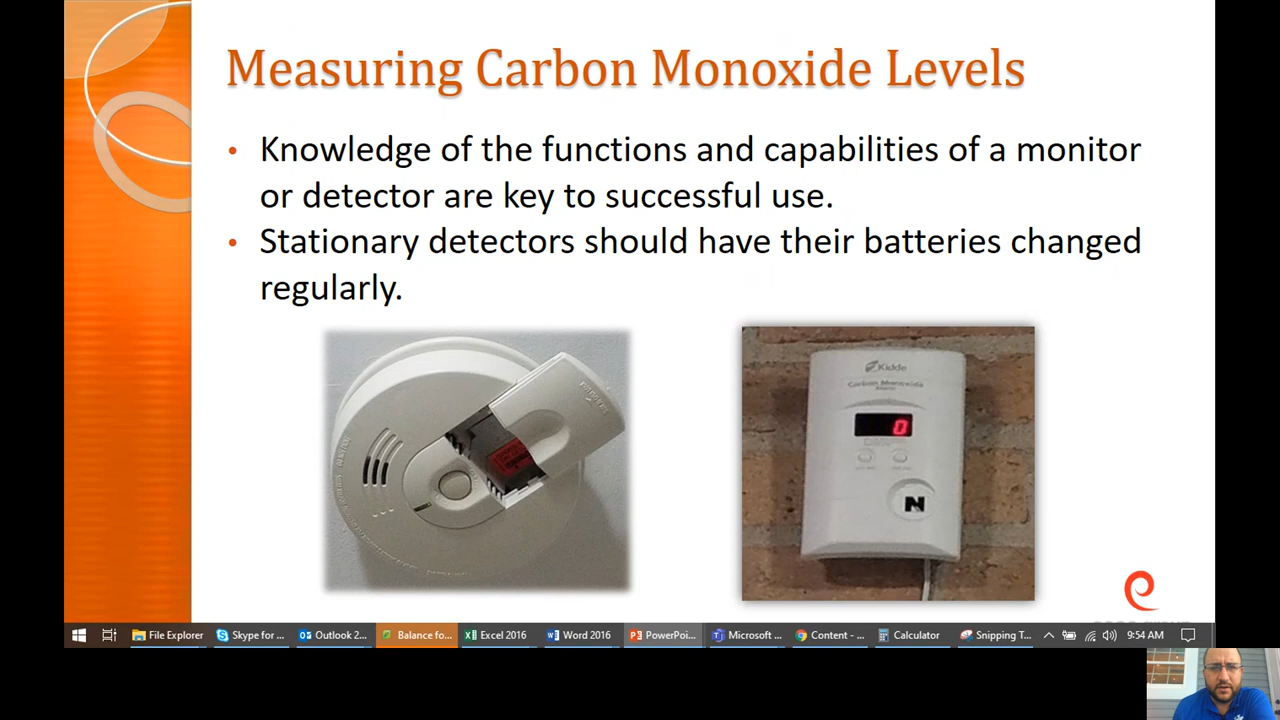 Measuring Carbon Monoxide Levels
• Knowledge of the functions and capabilities of a monitor
or detector are key to successful use.
• Stationary detectors should have their batteries changed
regularly.
Kidde
Carbon Monoxide
0
N
File Explorer
Skype for ...
Outlook 2...
Balance fo...
Excel 2016
Word 2016
PowerPoi...
Microsoft ...
Content - ...
Calculator
Snipping T...
9:54 AM